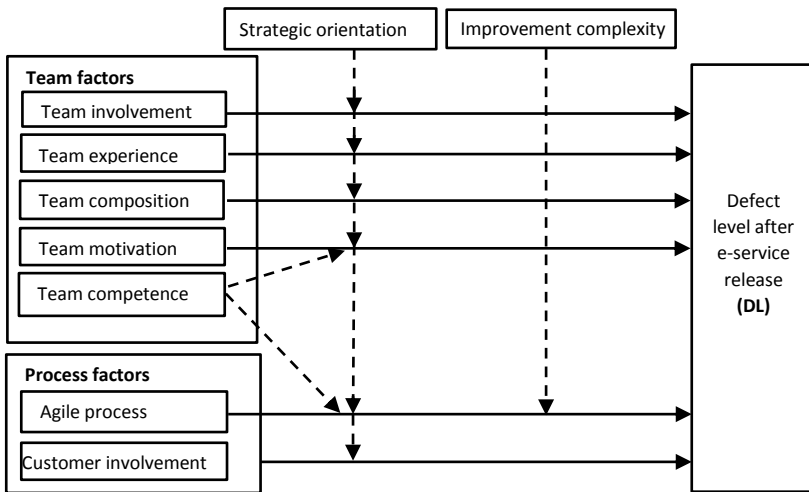 Strategic orientation
Improvement complexity
Team factors
Team involvement
Team experience
Team composition
Team motivation
Team competence
Process factors
Agile process
Customer involvement
Defect
level after
e-service
release
(DL)